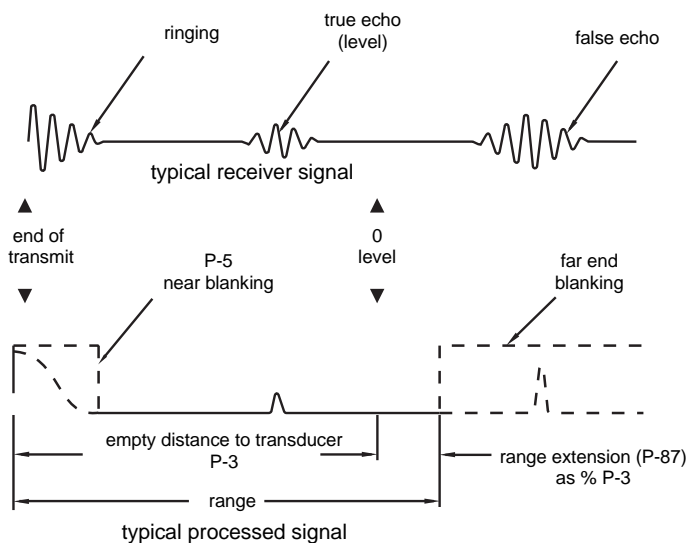 ringing
true echo
(level)
false echo
typical receiver signal
end of
transmit
0
level
P-5
near blanking
far end
blanking
empty distance to transducer
P-3
range extension (P-87)
as % P-3
range
typical processed signal